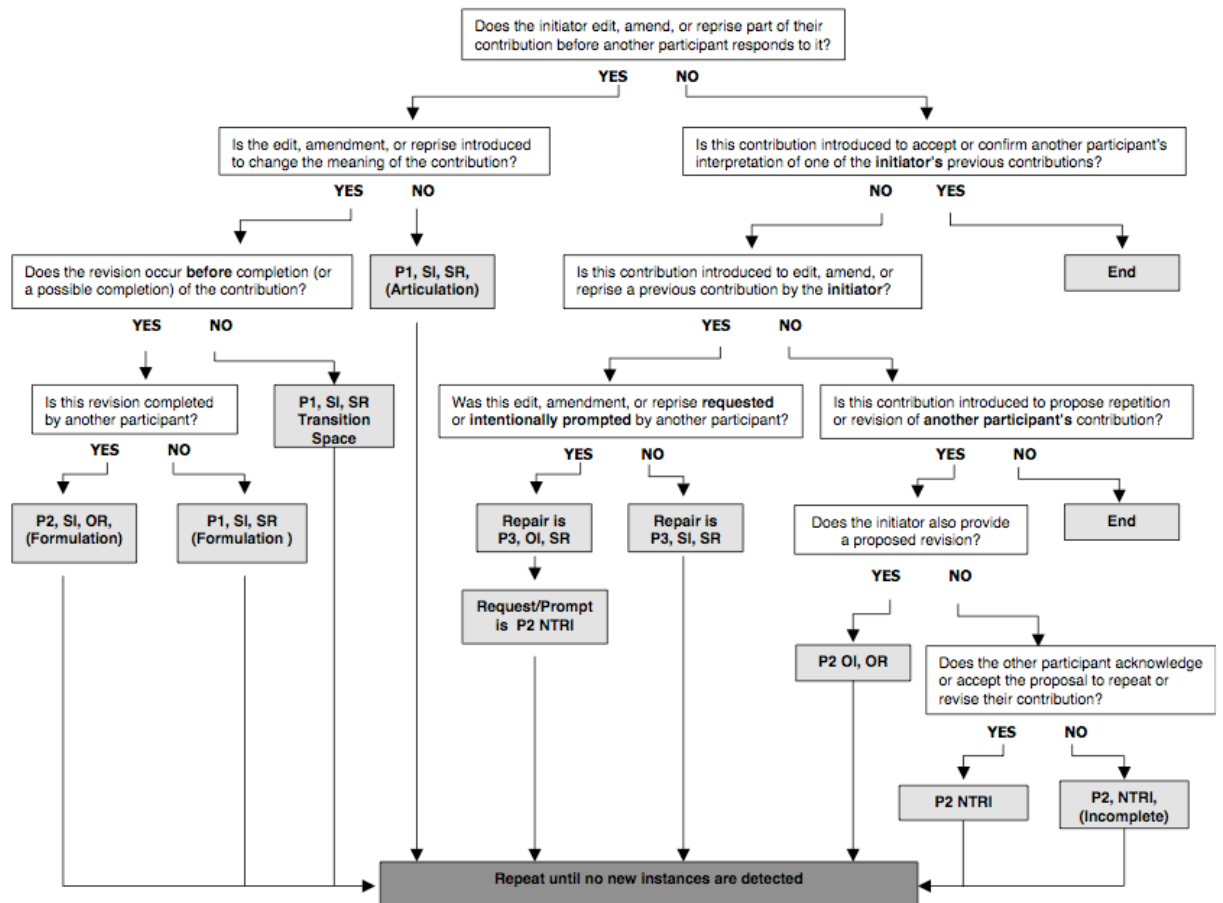 Does the initiator edit, amend, or reprise part of their
contribution before another participant responds to it?
YES
NO
Is the edit, amendment, or reprise introduced
to change the meaning of the contribution?
Is this contribution introduced to accept or confirm another participant's
interpretation of one of the initiator's previous contributions?
YES
NO
NO
YES
Does the revision occur before completion (or
a possible completion) of the contribution?
P1, SI, SR,
(Articulation)
Is this contribution introduced to edit, amend, or
reprise a previous contribution by the initiator?
End
YES
NO
YES
NO
Is this revision completed
by another participant?
P1, SI, SR
Transition
Space
Was this edit, amendment, or reprise requested
or intentionally prompted by another participant?
Is this contribution introduced to propose repetition
or revision of another participant's contribution?
YES
NO
YES
NO
YES
NO
P2, SI, OR,
(Formulation)
P1, SI, SR
(Formulation )
Repair is
P3, OI, SR
Repair is
P3, SI, SR
Does the initiator also provide
a proposed revision?
End
YES
NO
Request/Prompt
is P2 NTRI
P2 OI, OR
Does the other participant acknowledge
or accept the proposal to repeat or
revise their contribution?
YES
NO
P2 NTRI
P2, NTRI,
(Incomplete)
Repeat until no new instances are detected